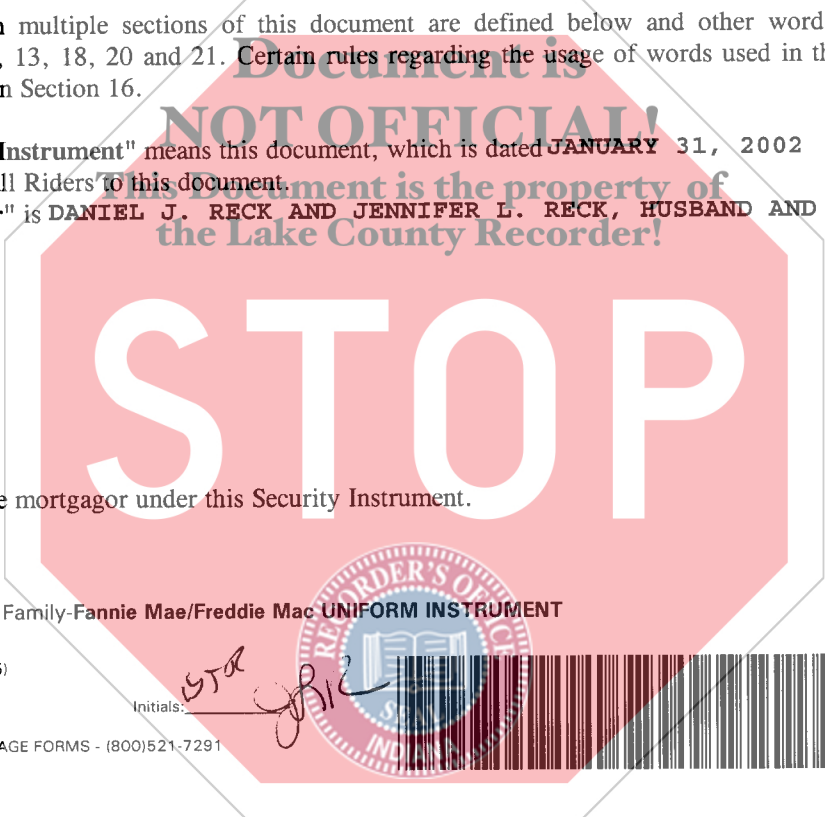 multiple sections of this document are defined below and other word
, 13, 18, 20 and 21. Certain rules regarding the usage of words used in th
n Section 16.
Document is
NOT OFFICIAL!
Instrument" means this document, which is dated JANUARY 31, 2002
ll Riders to this document.
This Document is the property of
" is DANIEL J. RECK AND JENNIFER L. RECK, HUSBAND AND
the Lake County Recorder!
STOP
e mortgagor under this Security Instrument.
Family-Fannie Mae/Freddie Mac UNIFORM INSTRUMENT
RECORDER'S OFFICE
SEAL
INDIANA
Initials:
AGE FORMS - (800)521-7291